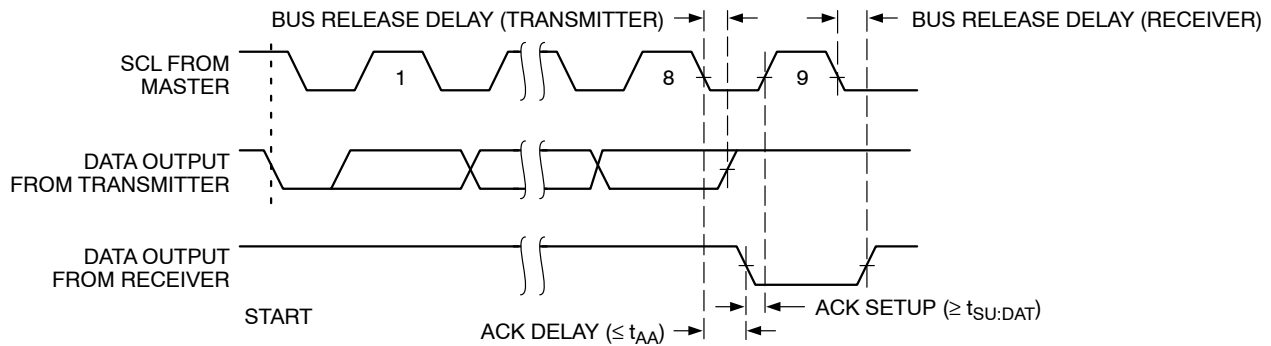 BUS RELEASE DELAY (TRANSMITTER)
BUS RELEASE DELAY (RECEIVER)
SCL FROM
MASTER
1
8
9
DATA OUTPUT
FROM TRANSMITTER
DATA OUTPUT
FROM RECEIVER
START
ACK SETUP (≥ tSU:DAT)
ACK DELAY (≤ tAA)